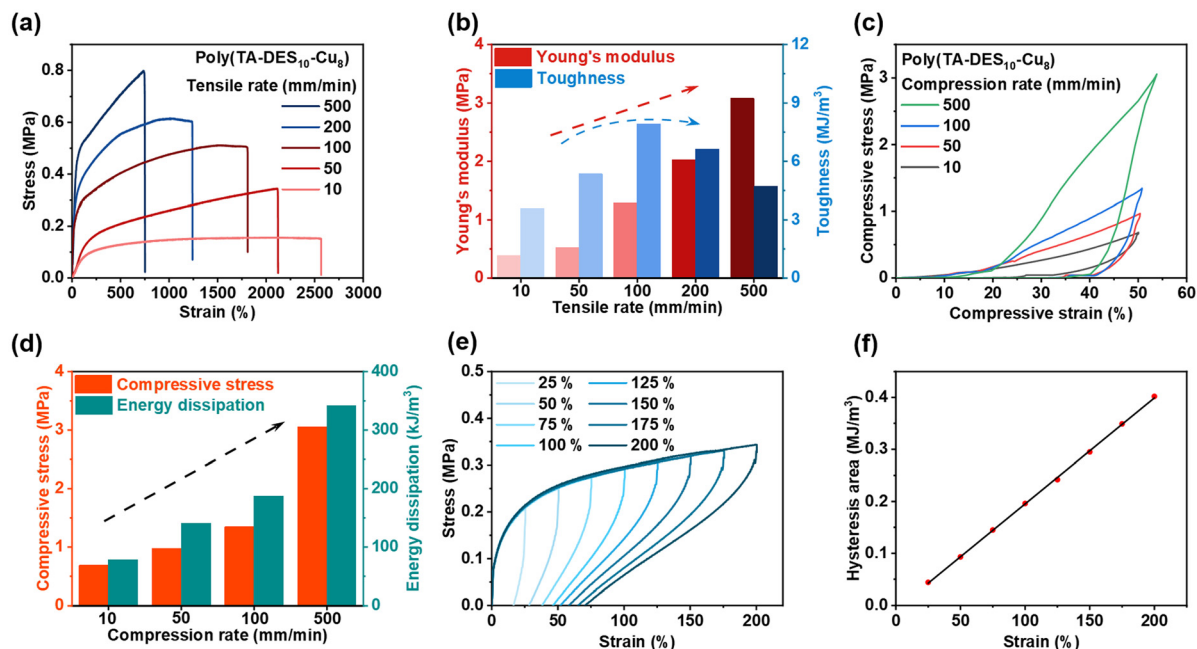 (a)
Poly(TA-DES₁₀-Cu₈)
Tensile rate (mm/min)
500
200
100
50
10
Stress (MPa)
0.8
0.6
0.4
0.2
0.0
0 500 1000 1500 2000 2500 3000
Strain (%)
(b)
Young's modulus
Toughness
Young's modulus (MPa)
4
3
2
1
0
Toughness (MJ/m³)
12
9
6
3
0
10 50 100 200 500
Tensile rate (mm/min)
(c)
Poly(TA-DES₁₀-Cu₈)
Compression rate (mm/min)
500
100
50
10
Compressive stress (MPa)
3
2
1
0
0 10 20 30 40 50 60
Compressive strain (%)
(d)
Compressive stress
Energy dissipation
Compressive stress (MPa)
4
3
2
1
0
Energy dissipation (kJ/m³)
400
300
200
100
0
10 50 100 500
Compression rate (mm/min)
(e)
25 % 125 %
50 % 150 %
75 % 175 %
100 % 200 %
Stress (MPa)
0.5
0.4
0.3
0.2
0.1
0.0
0 50 100 150 200
Strain (%)
(f)
Hysteresis area (MJ/m³)
0.4
0.3
0.2
0.1
0.0
0 50 100 150 200
Strain (%)